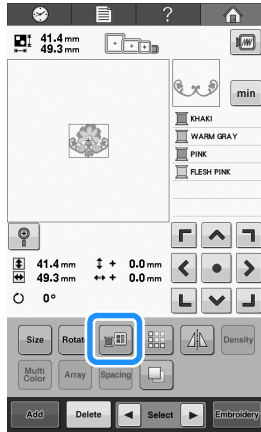 ?
41.4 mm
49.3 mm
min
KHAKI
WARM GRAY
PINK
FLESH PINK
41.4 mm + 0.0 mm
49.3 mm + 0.0 mm
0°
Size Rotat Density
Multi Color Array Spacing
Add Delete Select Embroidery